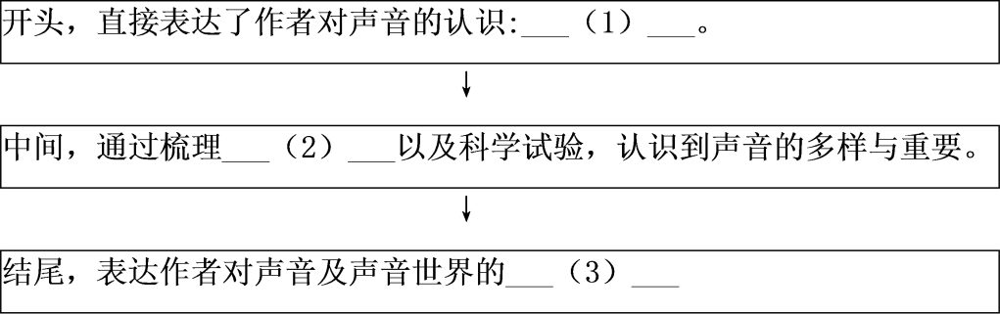 开头，直接表达了作者对声音的认识:___（1）___。
中间，通过梳理___（2）___以及科学试验，认识到声音的多样与重要。
结尾，表达作者对声音及声音世界的___（3）___